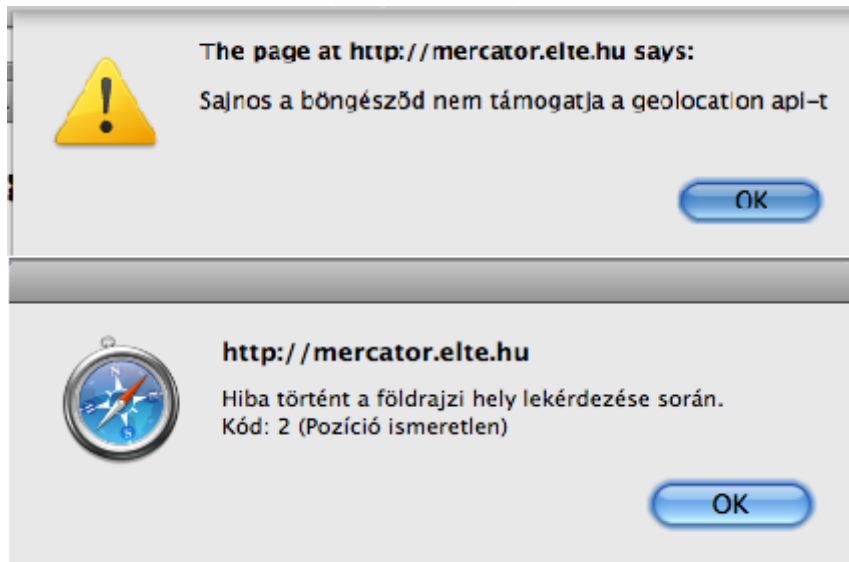 The page at http://mercator.elte.hu says:
Sajnos a böngésződ nem támogatja a geolocation api-t
OK
http://mercator.elte.hu
Hiba történt a földrajzi hely lekérdezése során.
Kód: 2 (Pozíció ismeretlen)
OK